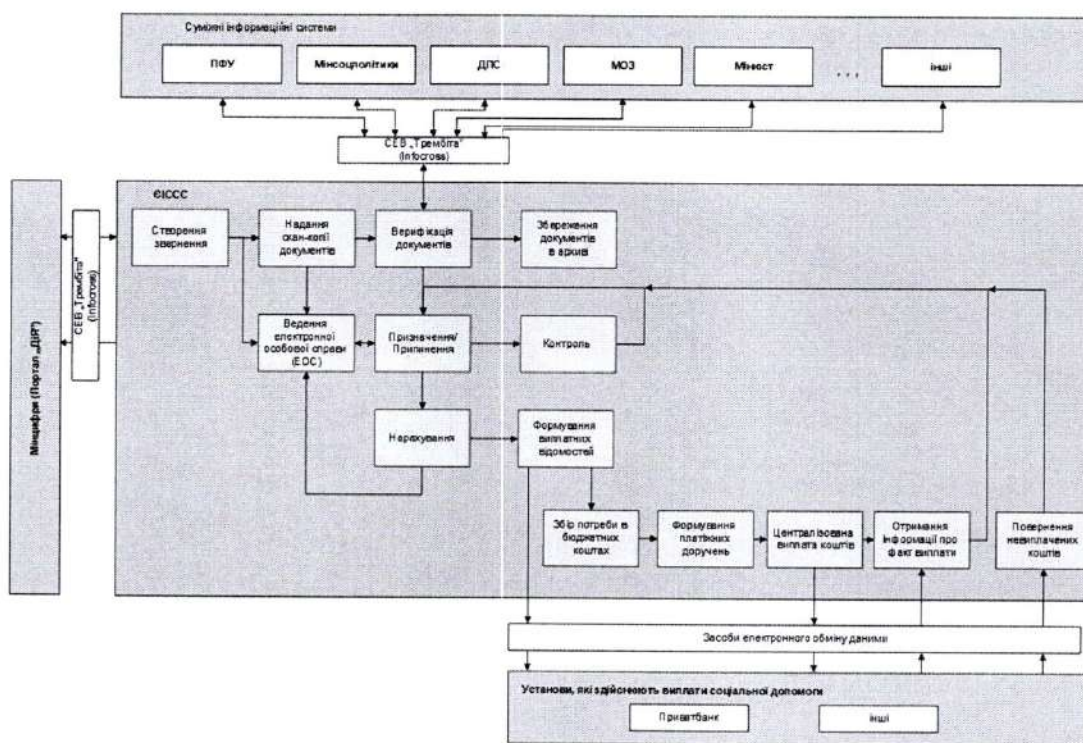 Суміжні інформаційні системи
ПФУ
Мінсоцполітики
ДПС
МОЗ
Мінюст
. . .
інші
СЕВ „Трембіта“
(Infocross)
ЄІССС
Мінцифри (Портал „ДІЯ“)
СЕВ „Трембіта“
(Infocross)
Створення
звернення
Надання
скан-копії
документів
Верифікація
документів
Збереження
документів
в архіві
Ведення
електронної
особової справи
(ЕОС)
Призначення/
Припинення
Контроль
Нарахування
Формування
виплатних
відомостей
Збір потреби в
бюджетних
коштах
Формування
платіжних
доручень
Централізована
виплата коштів
Отримання
інформації про
факт виплати
Повернення
невиплачених
коштів
Засоби електронного обміну даними
Установи, які здійснюють виплати соціальної допомоги
Приватбанк
інші